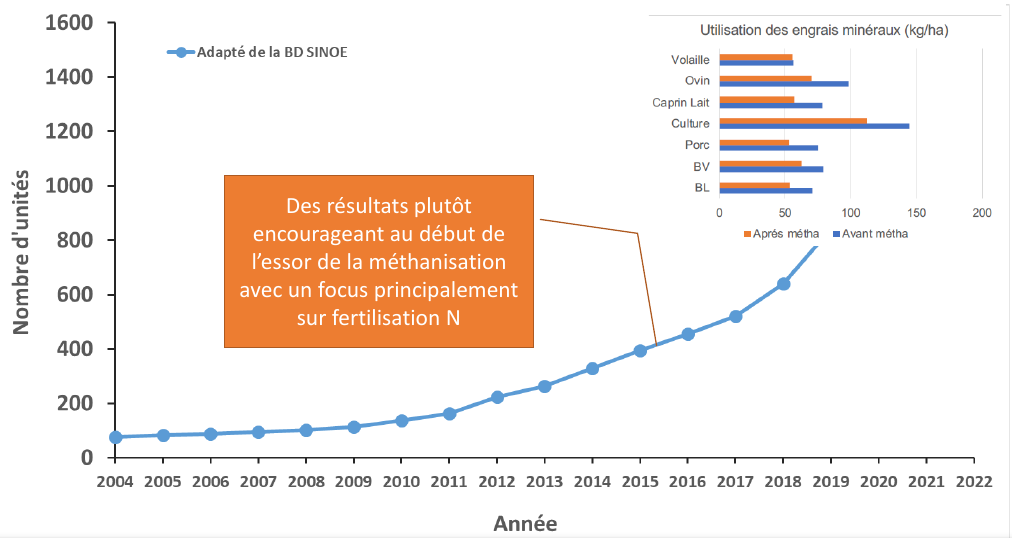 1600
1400
1200
1000
800
600
400
200
0
Nombre d'unités
Adapté de la BD SINOE
Des résultats plutôt
encourageant au début de
l'essor de la méthanisation
avec un focus principalement
sur fertilisation N
Utilisation des engrais minéraux (kg/ha)
Volaille
Ovin
Caprin Lait
Culture
Porc
BV
BL
0 50 100 150 200
Aprés métha Avant métha
2004 2005 2006 2007 2008 2009 2010 2011 2012 2013 2014 2015 2016 2017 2018 2019 2020 2021 2022
Année